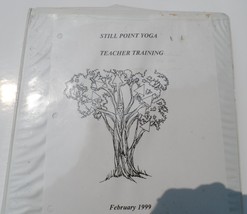 STILL POINT YOGA
TEACHER TRAINING
February 1999